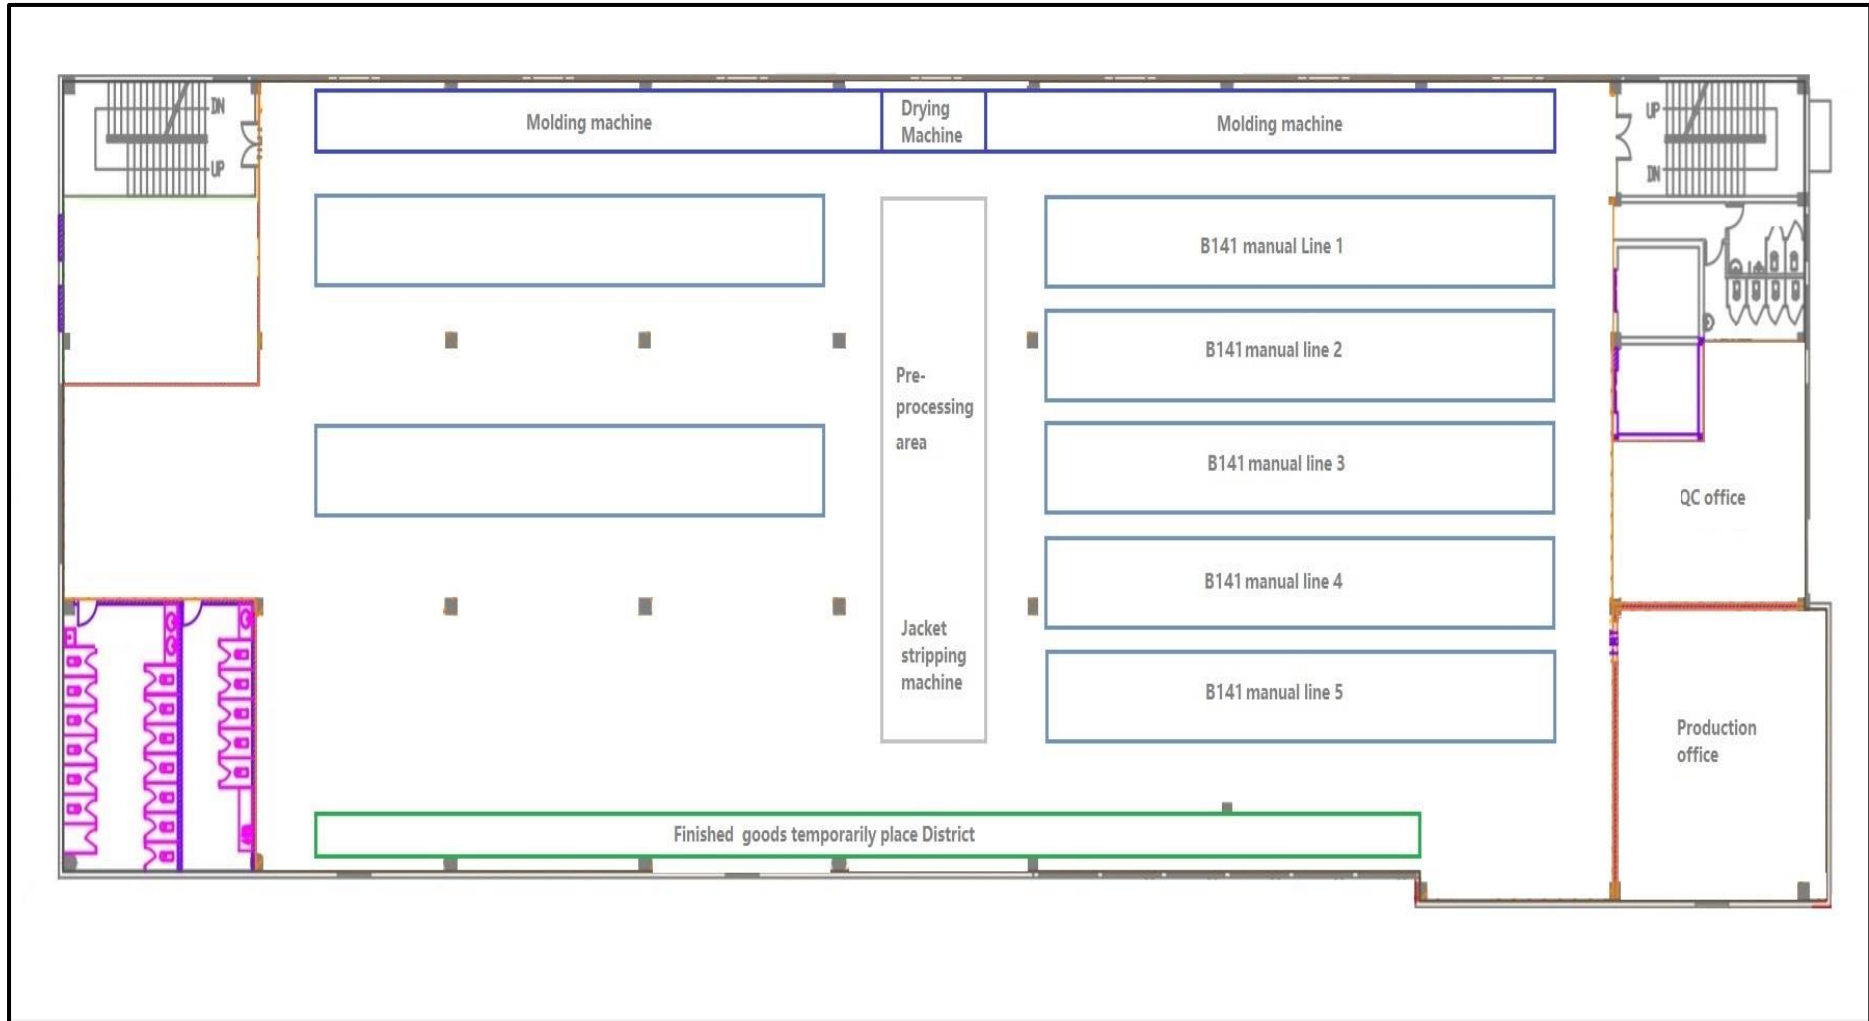 DN
UP
Molding machine
Drying
Machine
Molding machine
UP
DN
B141 manual Line 1
B141 manual line 2
Pre-
processing
area
B141 manual line 3
QC office
B141 manual line 4
Jacket
stripping
machine
B141 manual line 5
Production
office
Finished goods temporarily place District